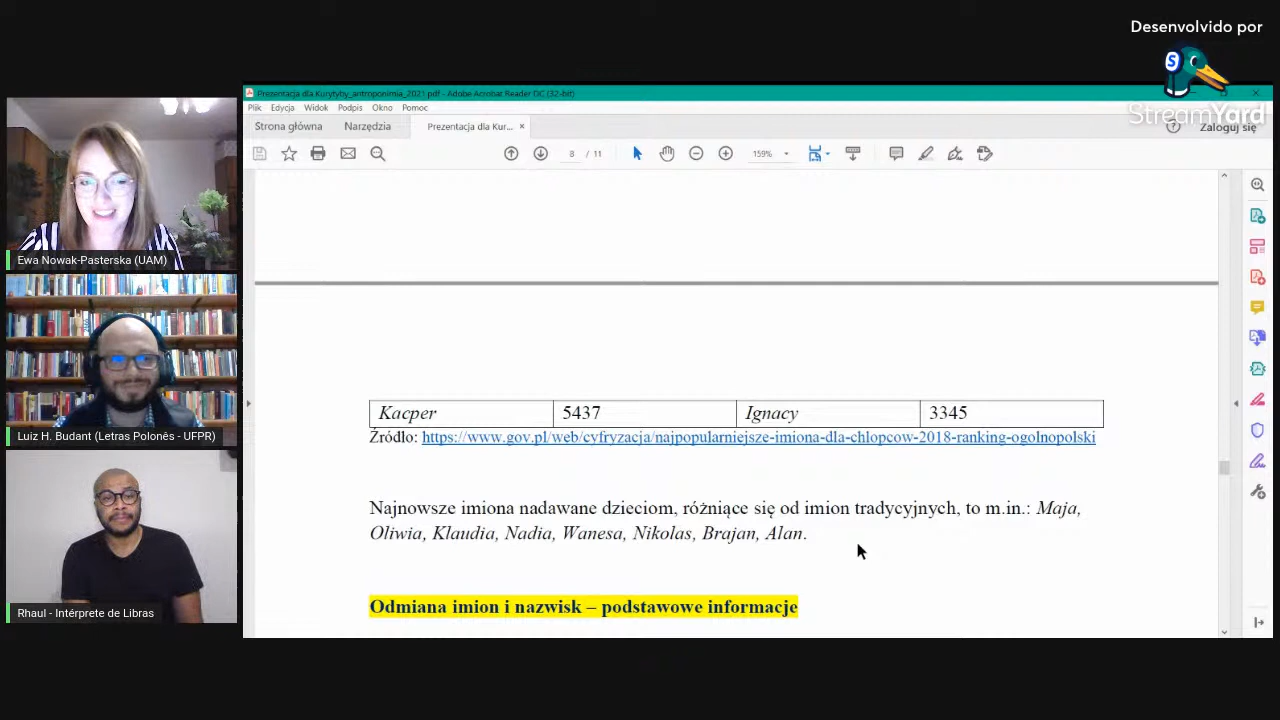 Desenvolvido por
StreamYard
Prezentacja dla Kurytyby_antroponimia_2021.pdf - Adobe Acrobat Reader DC (32-bit)
Plik Edycja Widok Podpis Okno Pomoc
Strona główna Narzędzia Prezentacja dla Kur... × Zaloguj się
8 / 11 159%
Kacper 5437 Ignacy 3345
Źródło: https://www.gov.pl/web/cyfryzacja/najpopularniejsze-imiona-dla-chlopcow-2018-ranking-ogolnopolski
Najnowsze imiona nadawane dzieciom, różniące się od imion tradycyjnych, to m.in.: Maja,
Oliwia, Klaudia, Nadia, Wanesa, Nikolas, Brajan, Alan.
Odmiana imion i nazwisk – podstawowe informacje
Ewa Nowak-Pasterska (UAM)
Luiz H. Budant (Letras Polonês - UFPR)
Rhaul - Intérprete de Libras